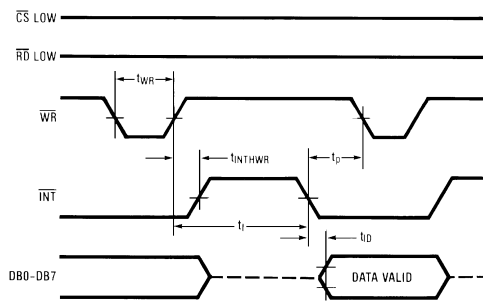 CS LOW
RD LOW
tWR
WR
tINTHWR
tp
INT
tI
tID
DB0-DB7
DATA VALID